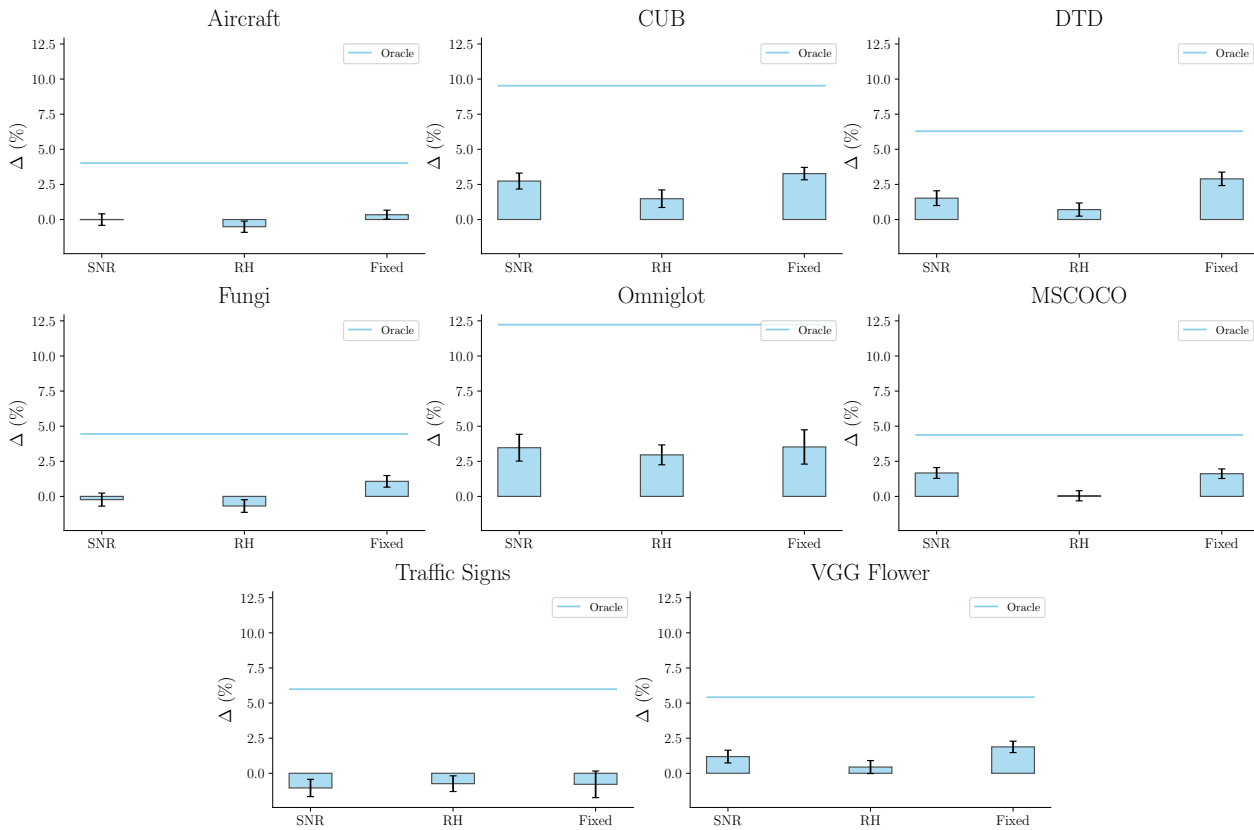 Aircraft
12.5
10.0
7.5
5.0
2.5
0.0
Δ (%)
Oracle
SNR
RH
Fixed
CUB
12.5
10.0
7.5
5.0
2.5
0.0
Δ (%)
Oracle
SNR
RH
Fixed
DTD
12.5
10.0
7.5
5.0
2.5
0.0
Δ (%)
Oracle
SNR
RH
Fixed
Fungi
12.5
10.0
7.5
5.0
2.5
0.0
Δ (%)
Oracle
SNR
RH
Fixed
Omniglot
12.5
10.0
7.5
5.0
2.5
0.0
Δ (%)
Oracle
SNR
RH
Fixed
MSCOCO
12.5
10.0
7.5
5.0
2.5
0.0
Δ (%)
Oracle
SNR
RH
Fixed
Traffic Signs
12.5
10.0
7.5
5.0
2.5
0.0
Δ (%)
Oracle
SNR
RH
Fixed
VGG Flower
12.5
10.0
7.5
5.0
2.5
0.0
Δ (%)
Oracle
SNR
RH
Fixed